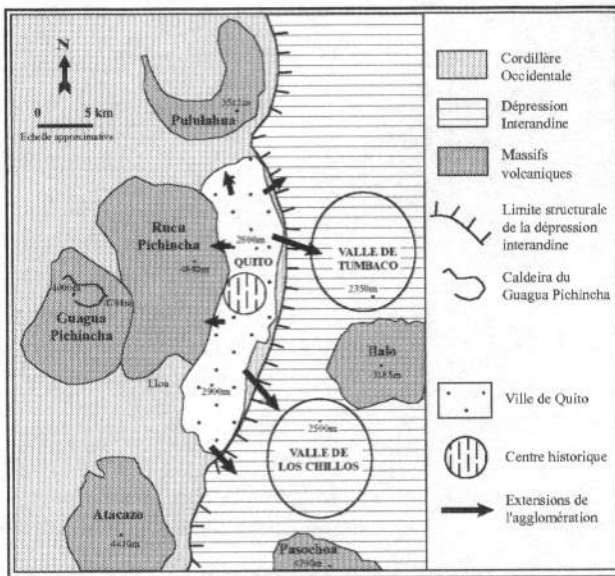 N
0 5 km
Echelle approximative
Pululahua
Rucu
Pichincha
2800m
QUITO
VALLE DE
TUMBACO
2350m
Guagua
Pichincha
Ilalo
3185m
Lloa
2900m
2500m
VALLE DE
LOS CHILLOS
Atacazo
Pasochoa
Cordillère
Occidentale
Dépression
Interandine
Massifs
volcaniques
Limite structurale
de la dépression
interandine
Caldeira du
Guagua Pichincha
Ville de Quito
Centre historique
Extensions de
l'agglomération